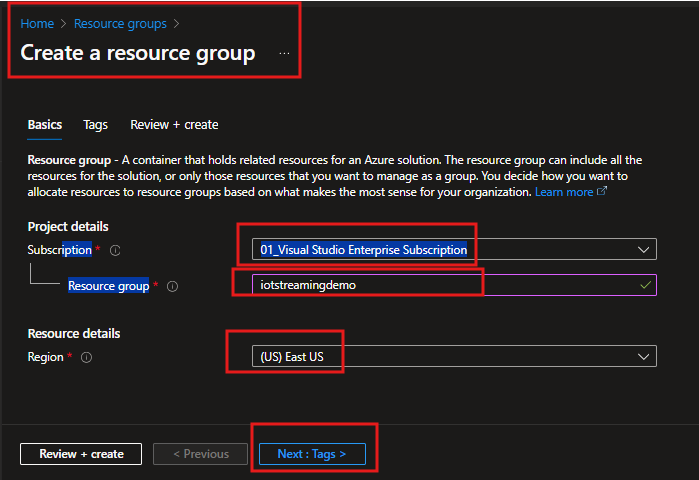 Home > Resource groups >
Create a resource group ...
Basics Tags Review + create
Resource group - A container that holds related resources for an Azure solution. The resource group can include all the
resources for the solution, or only those resources that you want to manage as a group. You decide how you want to
allocate resources to resource groups based on what makes the most sense for your organization. Learn more
Project details
Subscription * 01_Visual Studio Enterprise Subscription
Resource group * iotstreamingdemo
Resource details
Region * (US) East US
Review + create < Previous Next : Tags >